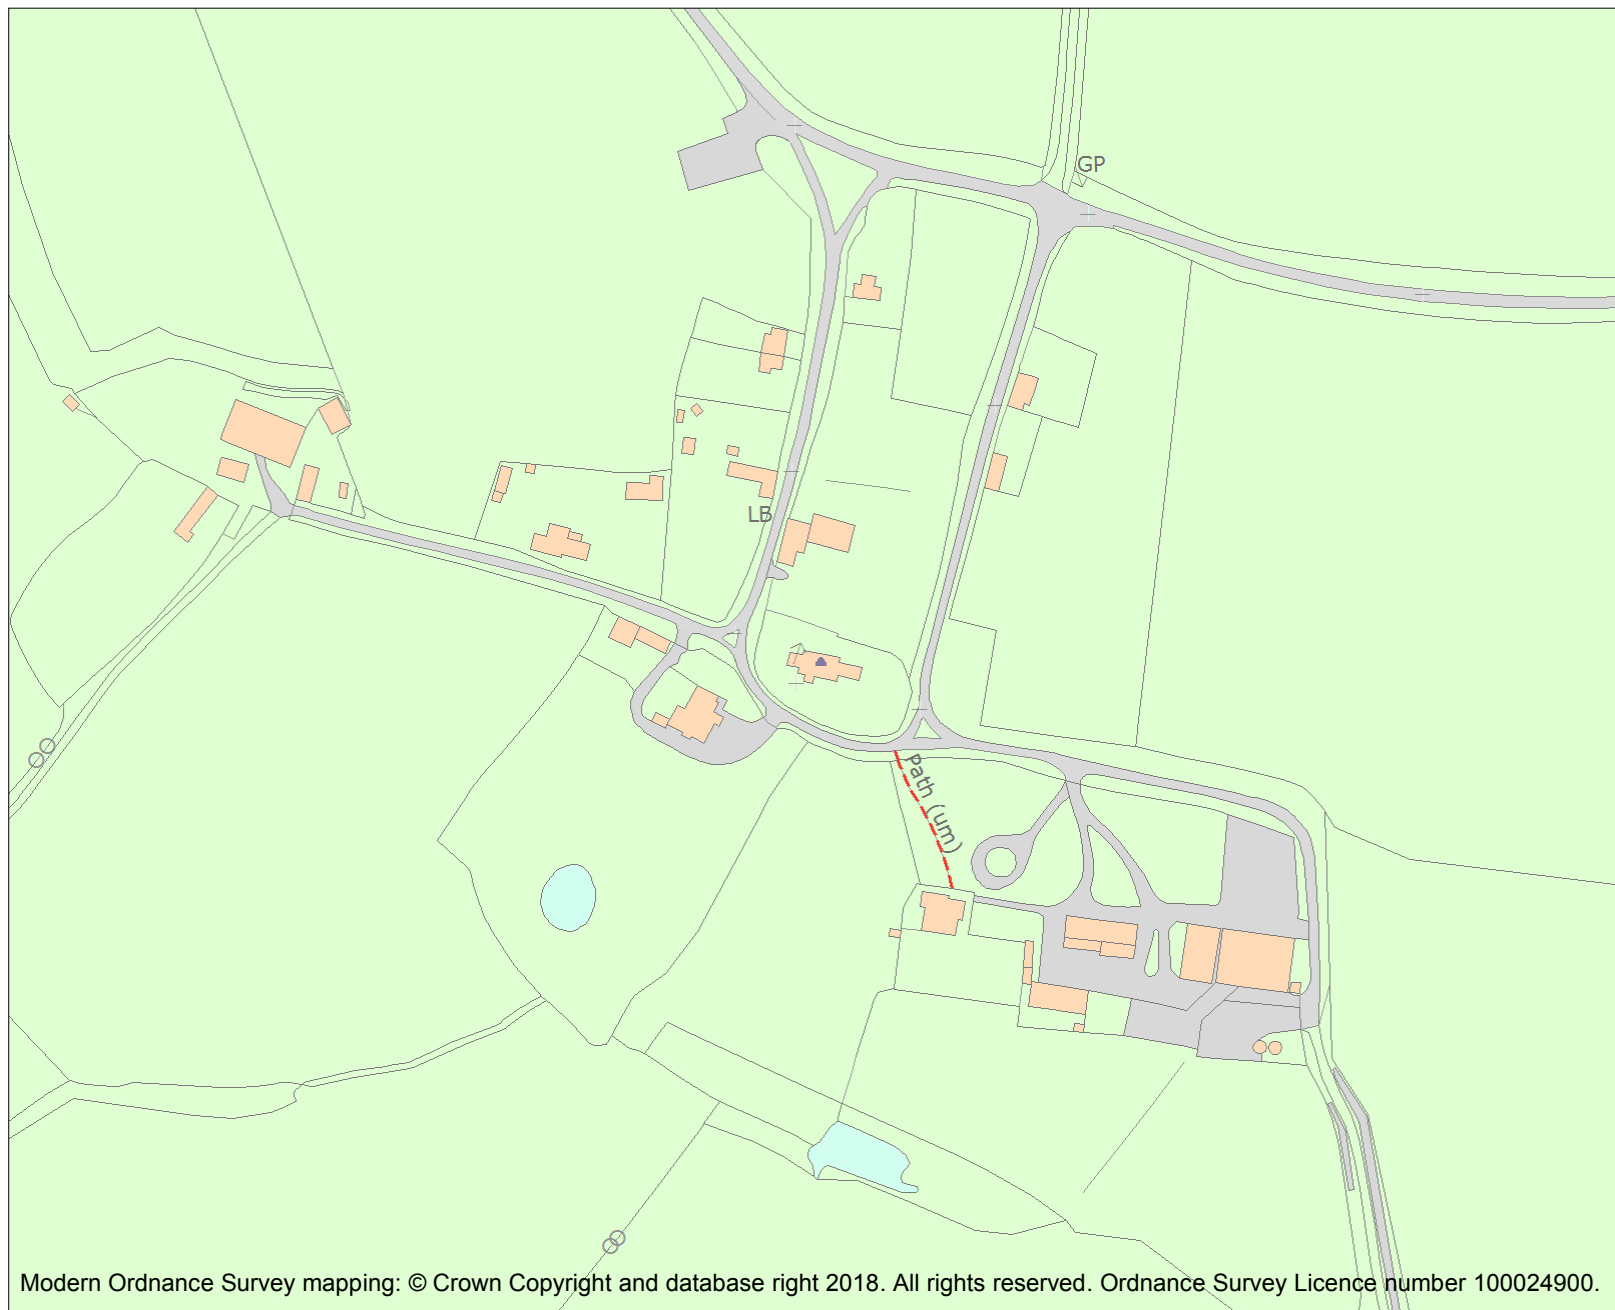 GP
LB
Path (um)
Modern Ordnance Survey mapping: © Crown Copyright and database right 2018. All rights reserved. Ordnance Survey Licence number 100024900.